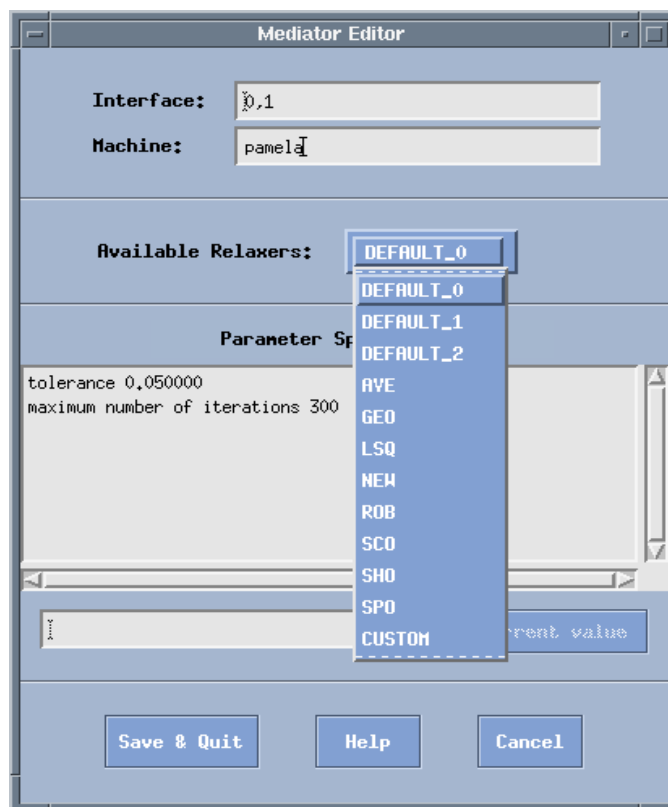 Mediator Editor
Interface: 0,1
Machine: pamela
Available Relaxers: DEFAULT_0
DEFAULT_0
DEFAULT_1
DEFAULT_2
AVE
GEO
LSQ
NEW
ROB
SCO
SHO
SPO
CUSTOM
Parameter Sp
tolerance 0.050000
maximum number of iterations 300
rrent value
Save & Quit
Help
Cancel